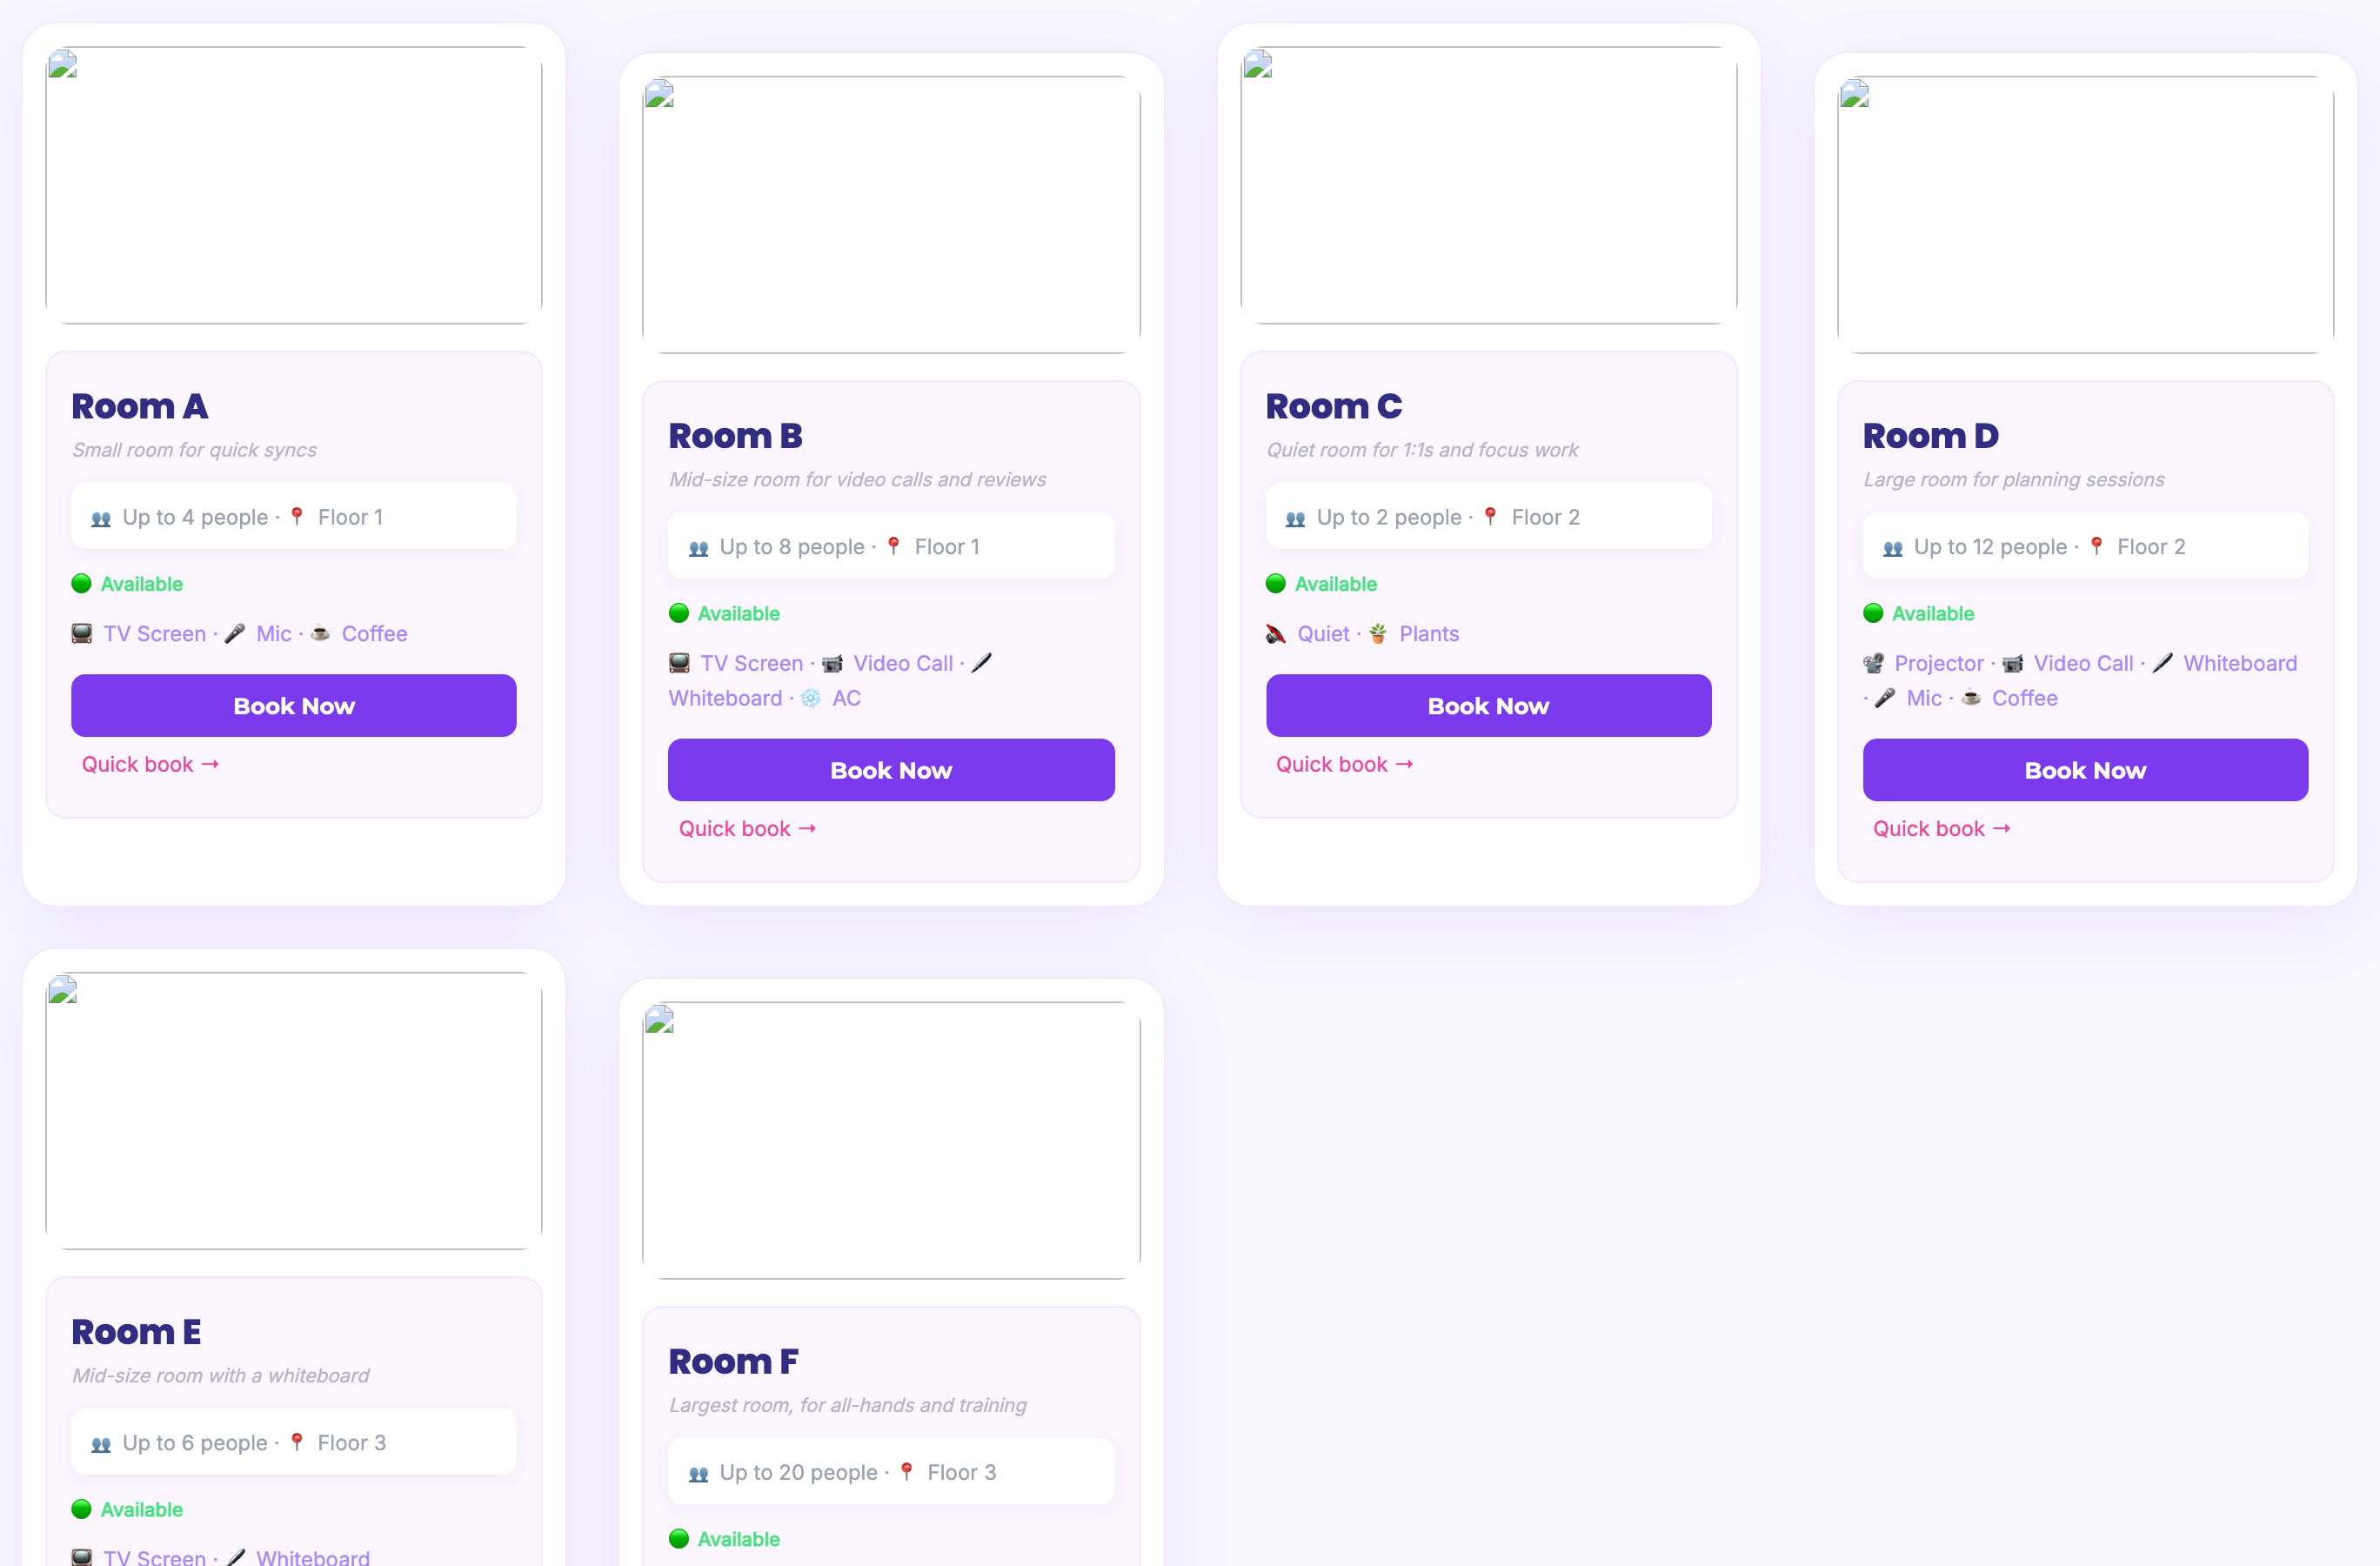 Room A
Small room for quick syncs
👥 Up to 4 people · 📍 Floor 1
🟢 Available
📺 TV Screen · 🎤 Mic · ☕ Coffee
Book Now
Quick book →
Room B
Mid-size room for video calls and reviews
👥 Up to 8 people · 📍 Floor 1
🟢 Available
📺 TV Screen · 📹 Video Call · 🖊
Whiteboard · ❄️ AC
Book Now
Quick book →
Room C
Quiet room for 1:1s and focus work
👥 Up to 2 people · 📍 Floor 2
🟢 Available
🔇 Quiet · 🪴 Plants
Book Now
Quick book →
Room D
Large room for planning sessions
👥 Up to 12 people · 📍 Floor 2
🟢 Available
📽 Projector · 📹 Video Call · 🖊 Whiteboard
· 🎤 Mic · ☕ Coffee
Book Now
Quick book →
Room E
Mid-size room with a whiteboard
👥 Up to 6 people · 📍 Floor 3
🟢 Available
📺 TV Screen · 🖊 Whiteboard
Room F
Largest room, for all-hands and training
👥 Up to 20 people · 📍 Floor 3
🟢 Available